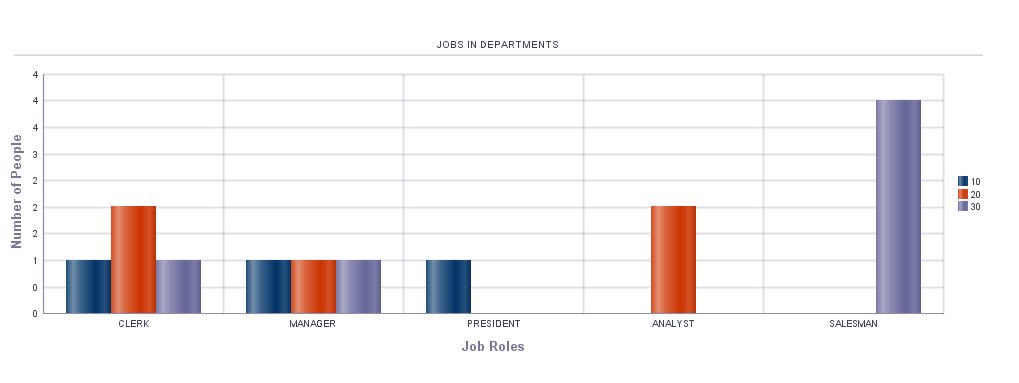 JOBS IN DEPARTMENTS
Number of People
4
4
4
3
2
2
2
1
0
0
CLERK
MANAGER
PRESIDENT
ANALYST
SALESMAN
Job Roles
10
20
30